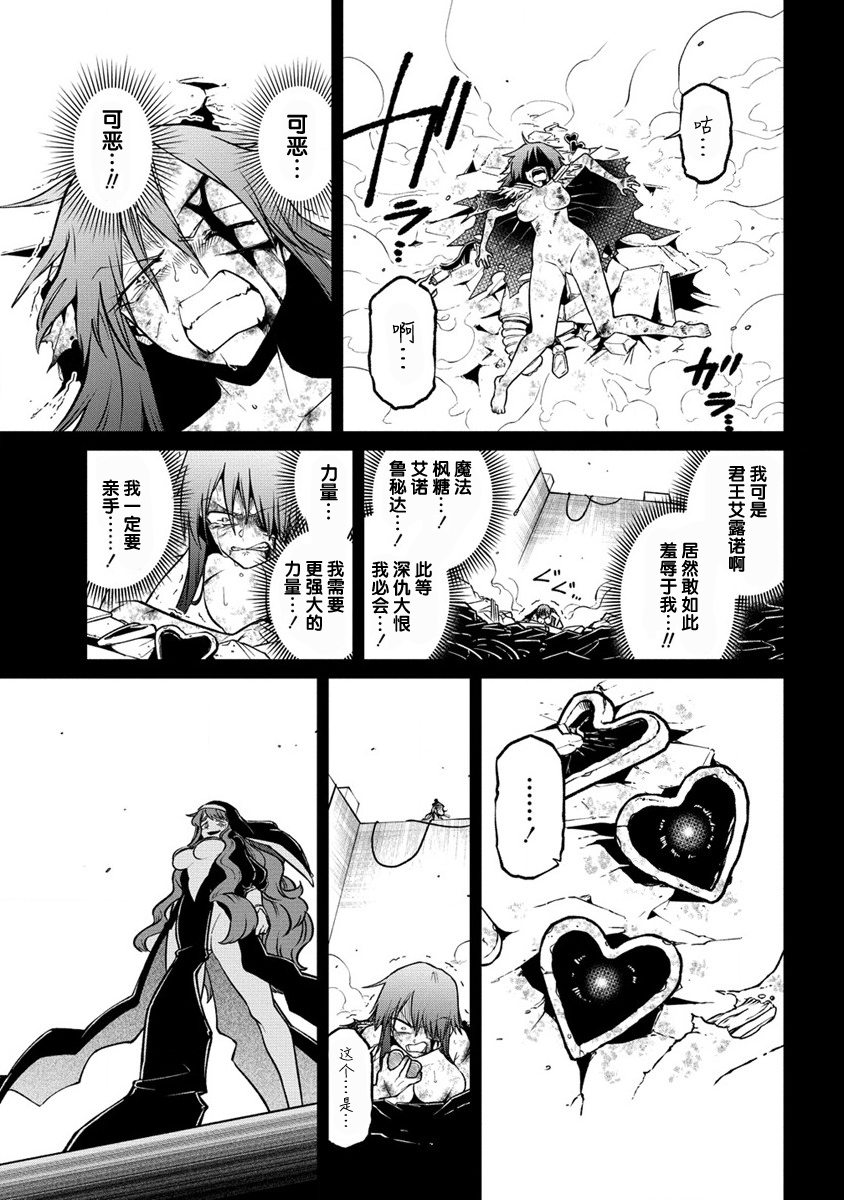 咕…
ガ
啊
…
ガラ
可恶
…!!
可恶
…!!
我可是
君王艾露诺啊
居然敢如此
羞辱于我…!!
魔法
枫糖…!
艾诺
鲁秘达…!
此等
深仇大恨
我必会…!
ズズ
力量…
我需要
更强大的
力量…!
我一定要
亲手……!
……
这个…是